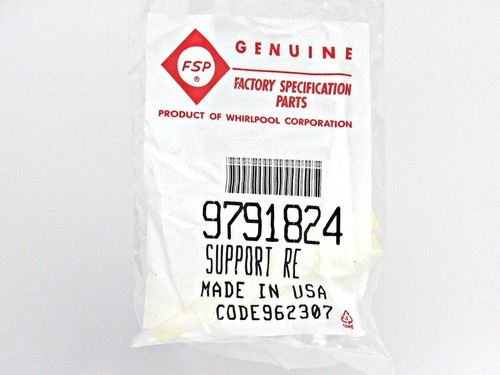 FSP
®
GENUINE
FACTORY SPECIFICATION
PARTS
PRODUCT OF WHIRLPOOL CORPORATION
9791824
SUPPORT RE
MADE IN USA
CODE962307